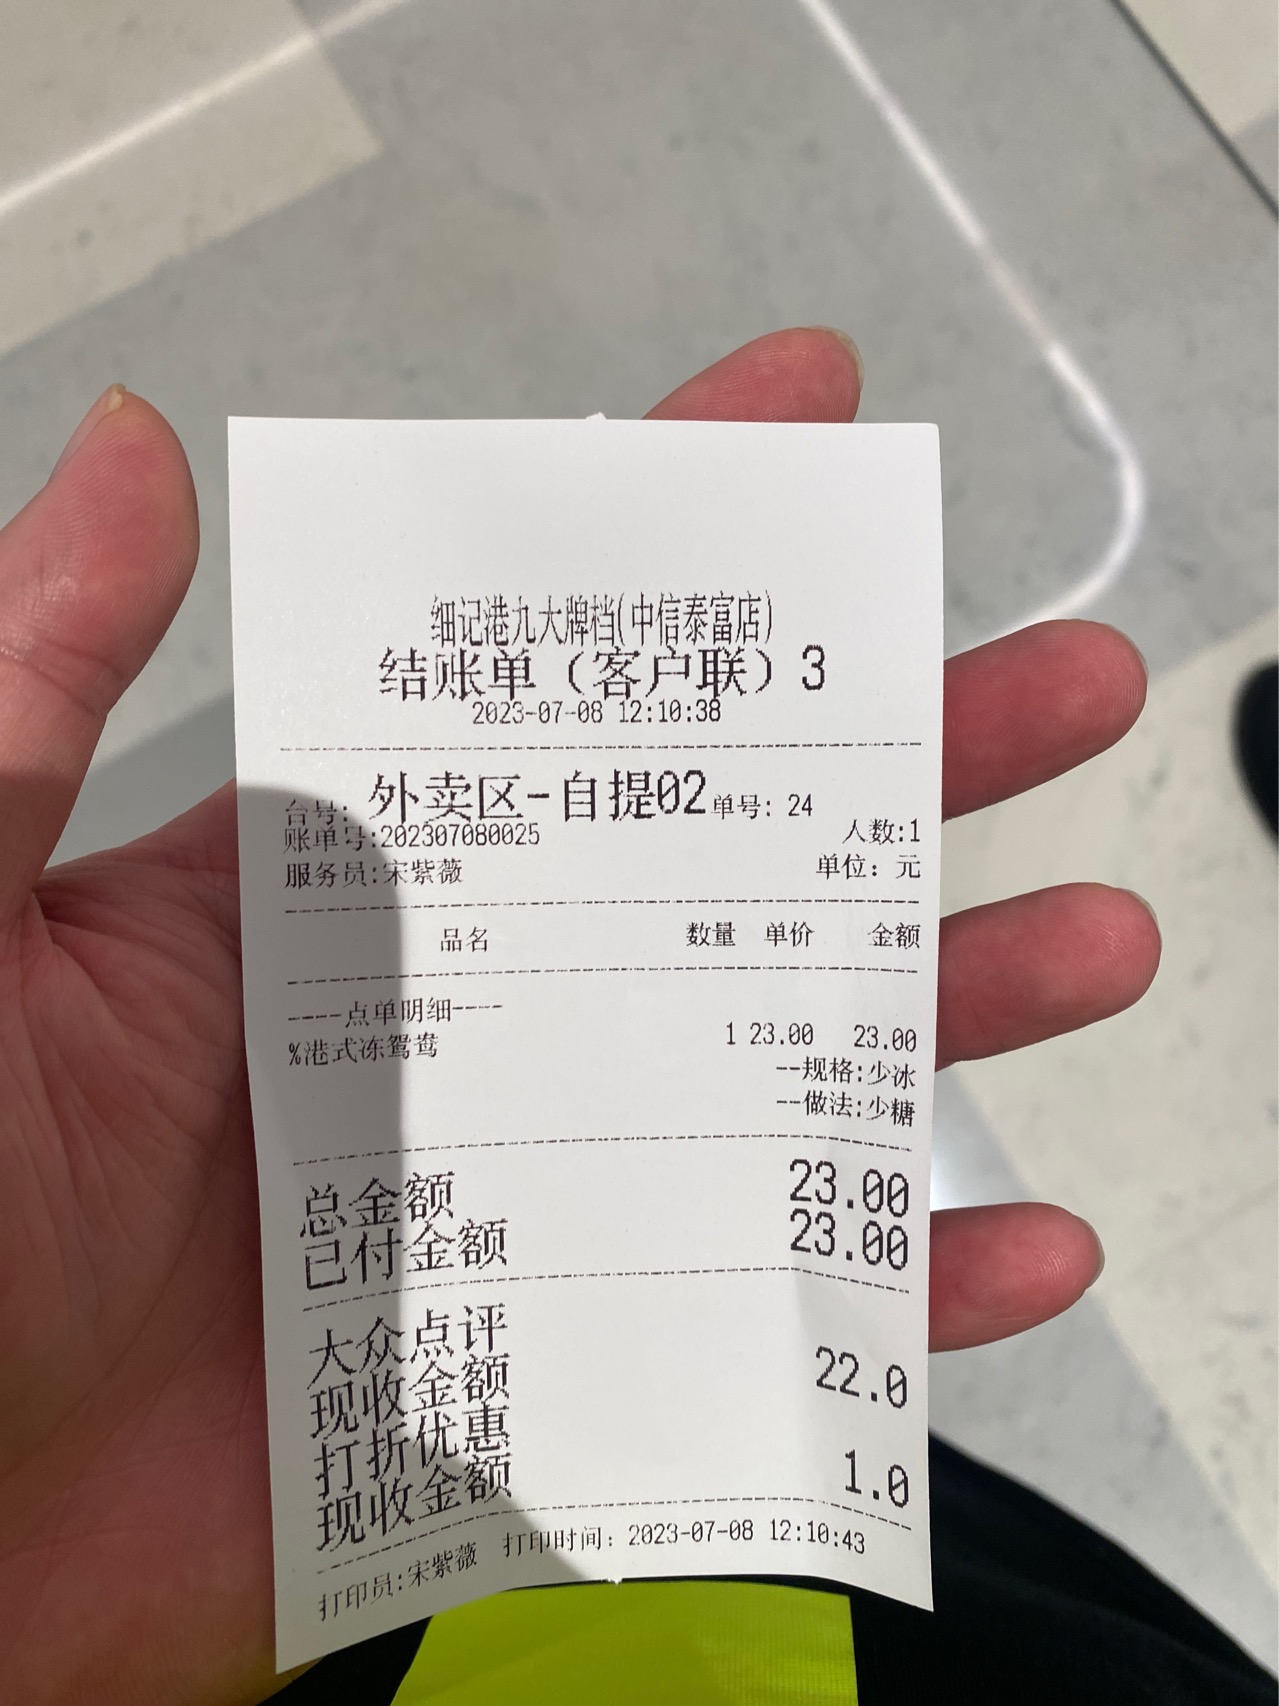 细记港九大牌档(中信泰富店)
结账单（客户联）3
2023-07-08 12:10:38
台号: 外卖区-自提02 单号: 24
账单号:202307080025 人数:1
服务员:宋紫薇 单位: 元
品名 数量 单价 金额
----点单明细----
%港式冻鸳鸯 1 23.00 23.00
--规格:少冰
--做法:少糖
总金额 23.00
已付金额 23.00
大众点评
现收金额 22.0
打折优惠
现收金额 1.0
打印员:宋紫薇 打印时间: 2023-07-08 12:10:43